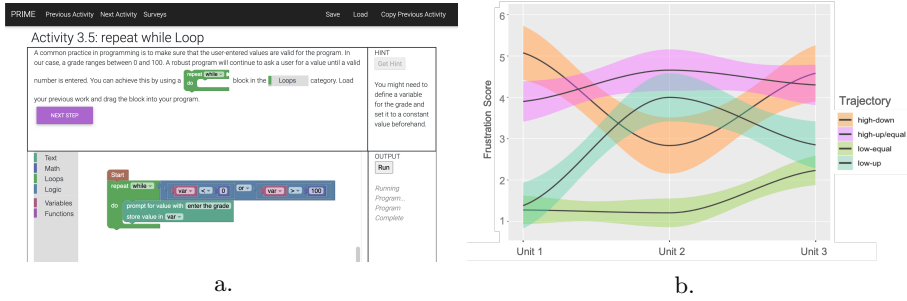 PRIME Previous Activity Next Activity Surveys Save Load Copy Previous Activity
Activity 3.5: repeat while Loop
A common practice in programming is to make sure that the user-entered values are valid for the program. In
our case, a grade ranges between 0 and 100. A robust program will continue to ask a user for a value until a valid
number is entered. You can achieve this by using a repeat while do block in the Loops category. Load
your previous work and drag the block into your program.
NEXT STEP
HINT
Get Hint
You might need to
define a variable
for the grade and
set it to a constant
value beforehand.
Text
Math
Loops
Logic
Variables
Functions
Start
repeat while var < 0 or var > 100
do prompt for value with enter the grade
store value in var
OUTPUT
Run
Running
Program...
Program
Complete
a.
Frustration Score
6
5
4
3
2
1
Unit 1 Unit 2 Unit 3
Trajectory
high-down
high-up/equal
low-equal
low-up
b.